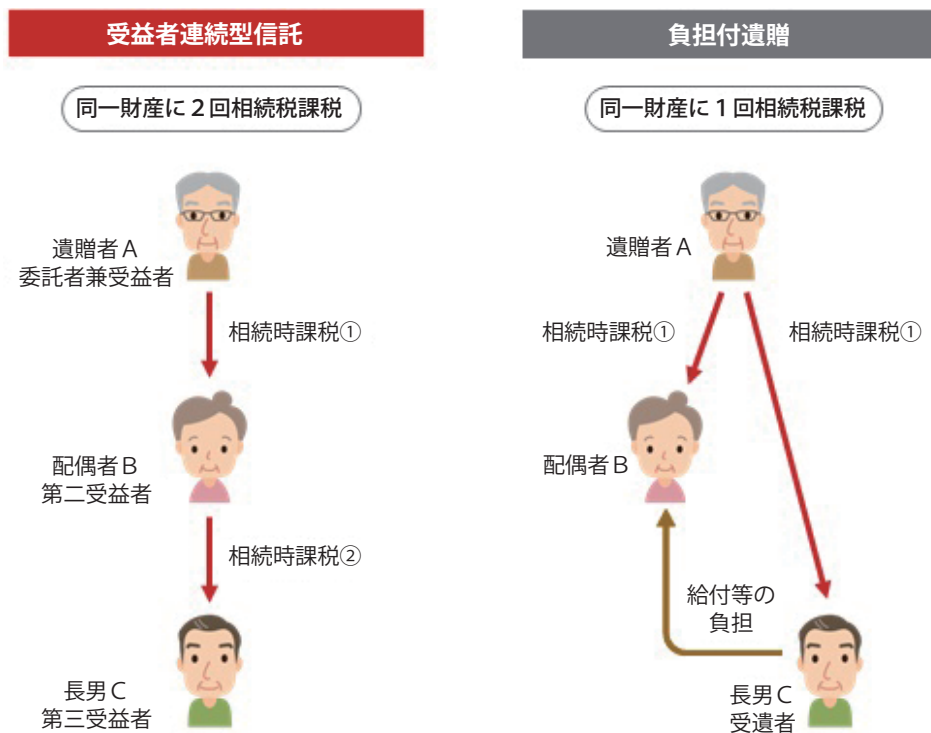 受益者連続型信託
同一財産に2回相続税課税
遺贈者A
委託者兼受益者
相続時課税①
配偶者B
第二受益者
相続時課税②
長男C
第三受益者
負担付遺贈
同一財産に1回相続税課税
遺贈者A
相続時課税①
相続時課税①
配偶者B
給付等の
負担
長男C
受遺者